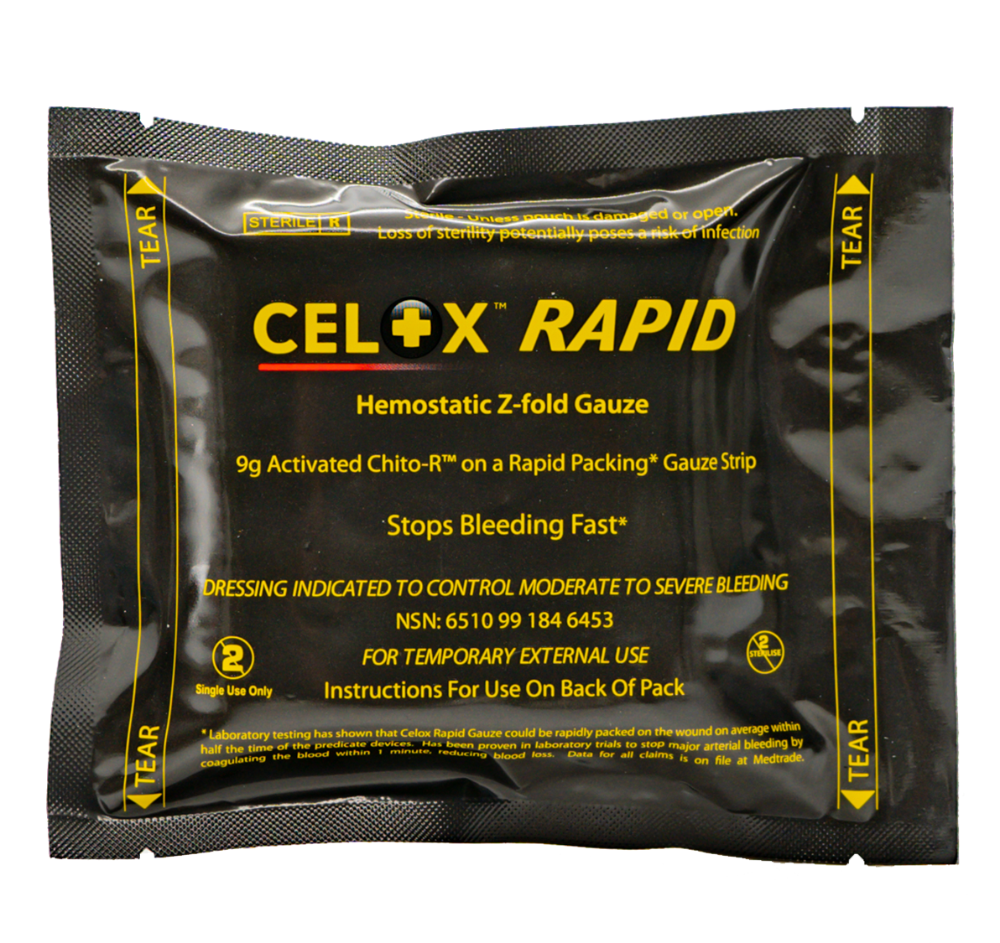 TEAR
TEAR
STERILE R
Sterile - Unless pouch is damaged or open.
Loss of sterility potentially poses a risk of infection
CELOX™ RAPID
Hemostatic Z-fold Gauze
9g Activated Chito-R™ on a Rapid Packing* Gauze Strip
Stops Bleeding Fast*
DRESSING INDICATED TO CONTROL MODERATE TO SEVERE BLEEDING
NSN: 6510 99 184 6453
FOR TEMPORARY EXTERNAL USE
2
Single Use Only
2
STERILISE
Instructions For Use On Back Of Pack
* Laboratory testing has shown that Celox Rapid Gauze could be rapidly packed on the wound on average within
half the time of the predicate devices. Has been proven in laboratory trials to stop major arterial bleeding by
coagulating the blood within 1 minute, reducing blood loss. Data for all claims is on file at Medtrade.
TEAR
TEAR